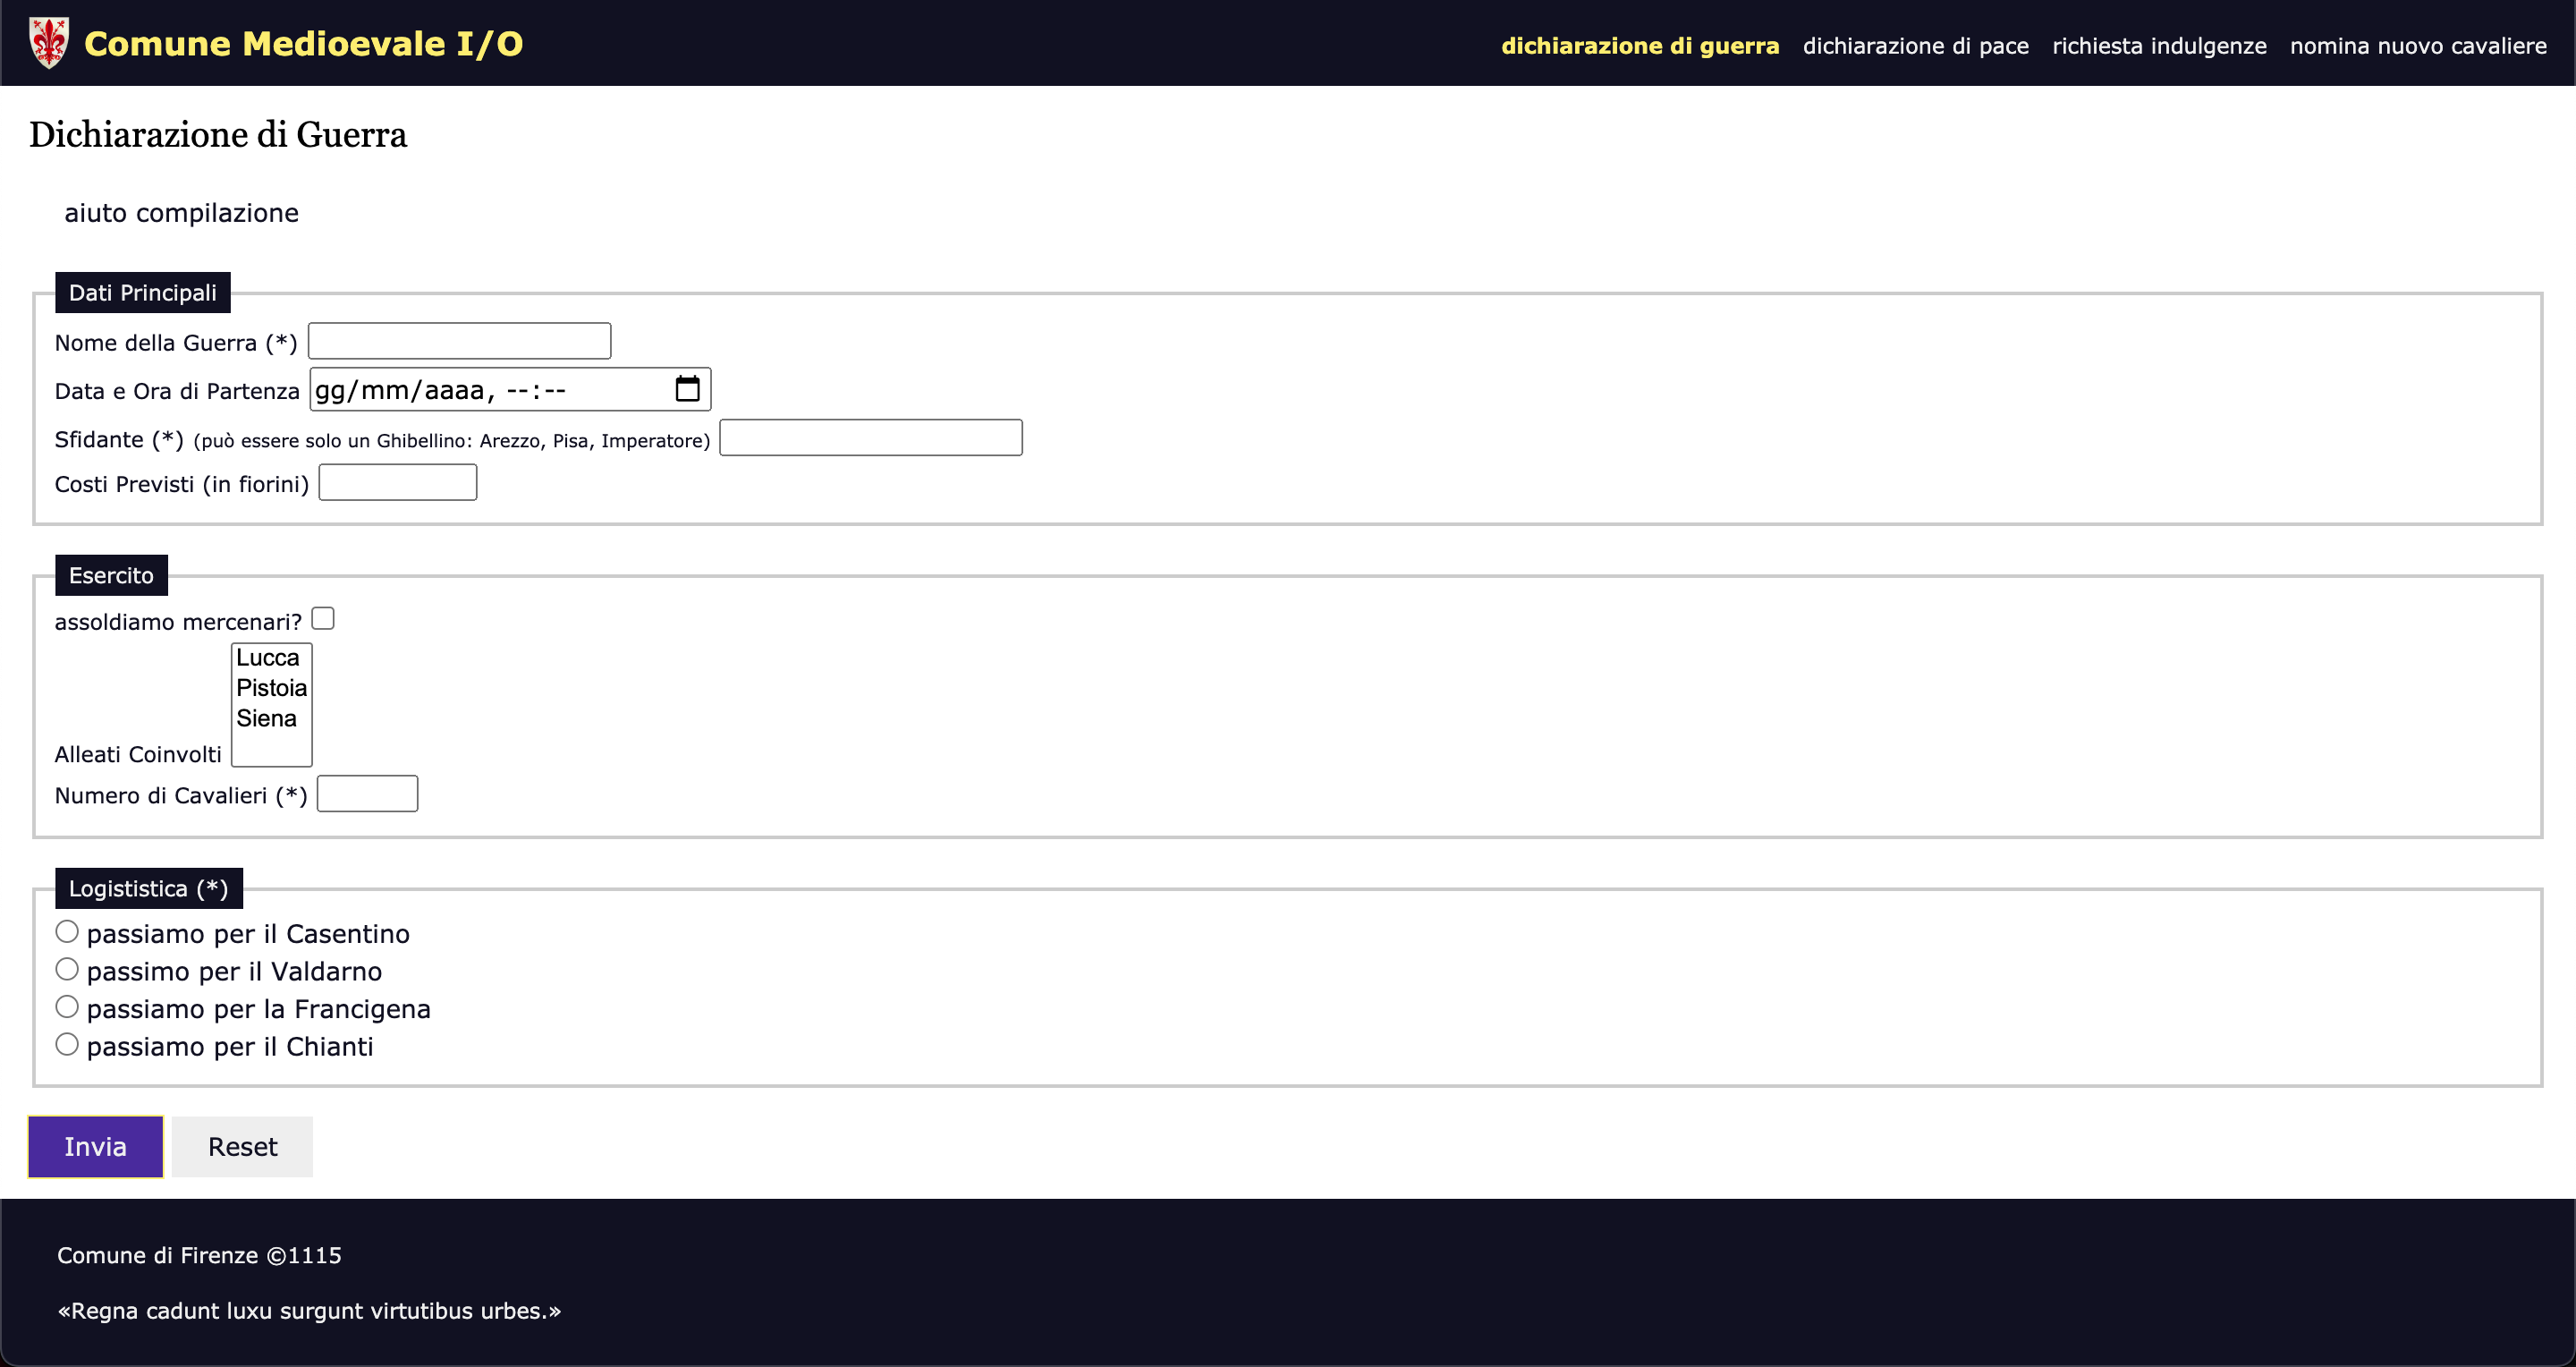 Comune Medioevale I/O
dichiarazione di guerra dichiarazione di pace richiesta indulgenze nomina nuovo cavaliere
Dichiarazione di Guerra
aiuto compilazione
Dati Principali
Nome della Guerra (*)
Data e Ora di Partenza gg/mm/aaaa, --:--
Sfidante (*) (può essere solo un Ghibellino: Arezzo, Pisa, Imperatore)
Costi Previsti (in fiorini)
Esercito
assoldiamo mercenari?
Lucca
Pistoia
Siena
Alleati Coinvolti
Numero di Cavalieri (*)
Logististica (*)
passiamo per il Casentino
passimo per il Valdarno
passiamo per la Francigena
passiamo per il Chianti
Invia Reset
Comune di Firenze ©1115
«Regna cadunt luxu surgunt virtutibus urbes.»